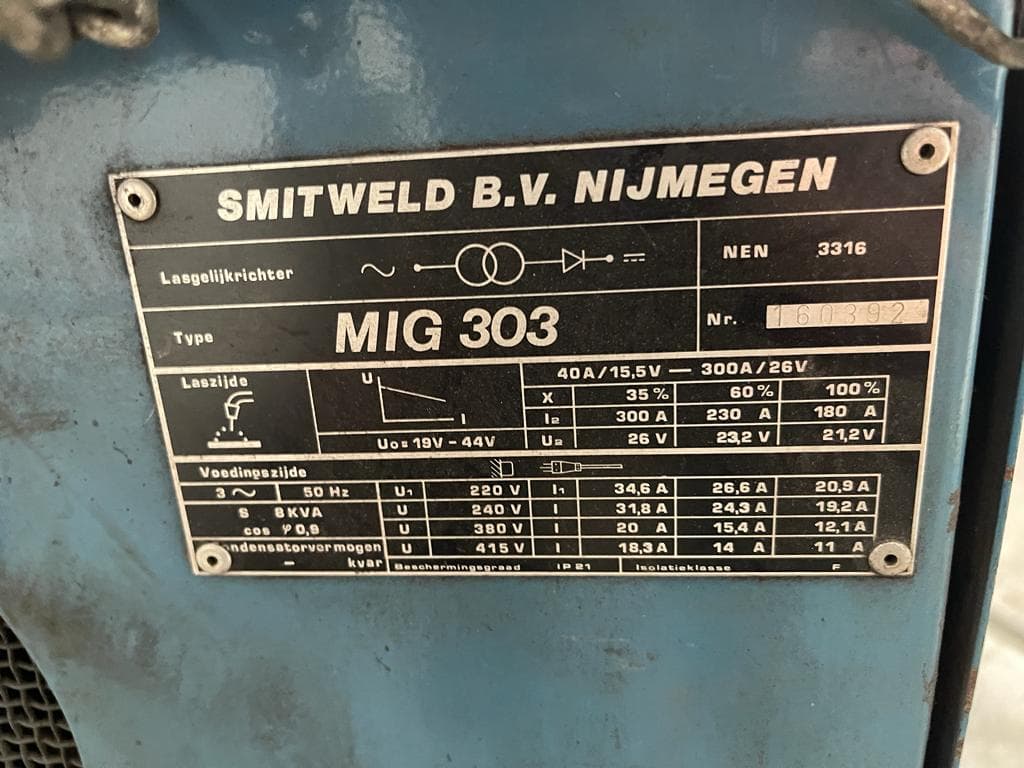 SMITWELD B.V. NIJMEGEN
Lasgelijkrichter
NEN 3316
Type MIG 303
Nr. 160392
Laszijde
U
I
U0= 19V - 44V
40A/15,5V — 300A/26V
X 35% 60% 100%
I2 300 A 230 A 180 A
U2 26 V 23,2 V 21,2V
Voedingszijde
3~ 50 Hz U1 220 V I1 34,6 A 26,6 A 20,9 A
S 8KVA U 240 V I 31,8 A 24,3 A 19,2 A
cos φ 0,9 U 380 V I 20 A 15,4 A 12,1 A
ondensatorvermogen U 415 V I 18,3 A 14 A 11 A
- kvar Beschermingsgraad IP 21 Isolatieklasse F